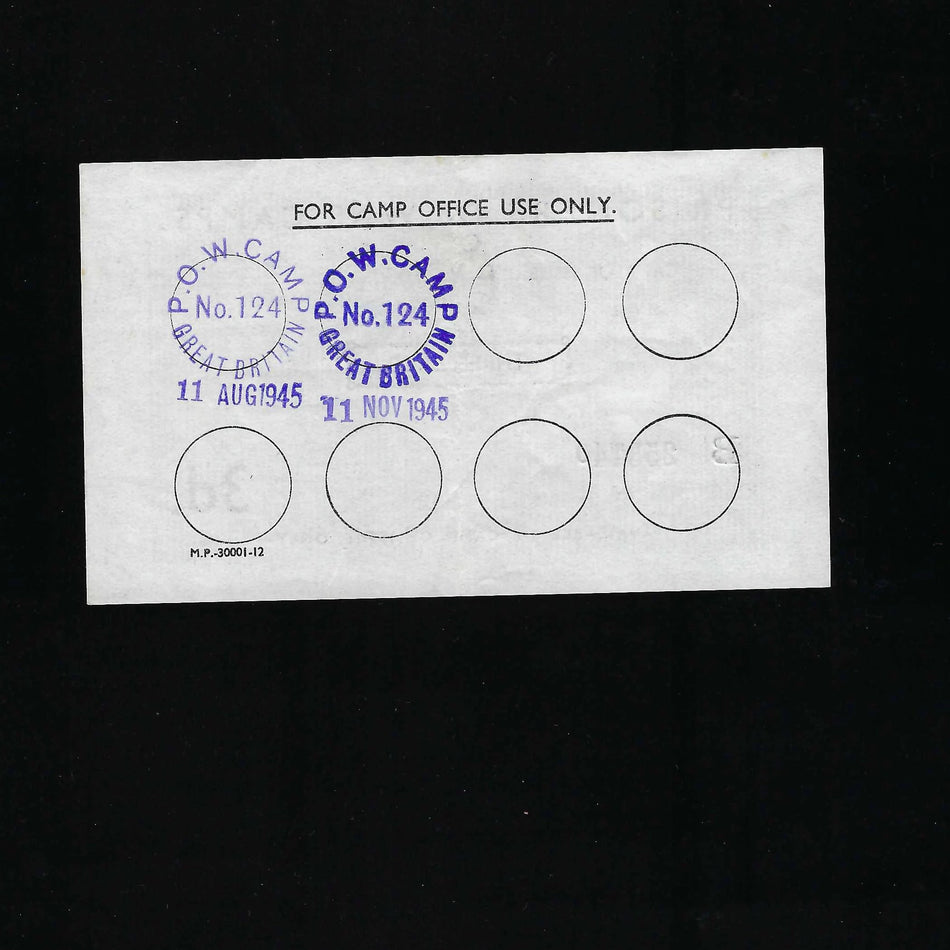 FOR CAMP OFFICE USE ONLY.
P.O.W. CAMP
No.124
GREAT BRITAIN
11 AUG 1945
P.O.W. CAMP
No.124
GREAT BRITAIN
11 NOV 1945
M.P.-30001-12